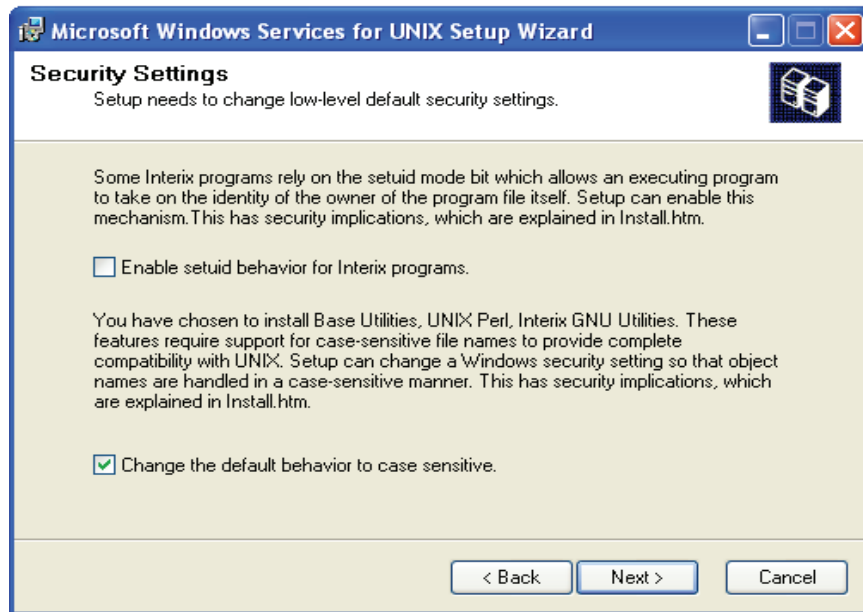 Microsoft Windows Services for UNIX Setup Wizard
Security Settings
Setup needs to change low-level default security settings.
Some Interix programs rely on the setuid mode bit which allows an executing program
to take on the identity of the owner of the program file itself. Setup can enable this
mechanism.This has security implications, which are explained in Install.htm.
Enable setuid behavior for Interix programs.
You have chosen to install Base Utilities, UNIX Perl, Interix GNU Utilities. These
features require support for case-sensitive file names to provide complete
compatibility with UNIX. Setup can change a Windows security setting so that object
names are handled in a case-sensitive manner. This has security implications, which
are explained in Install.htm.
Change the default behavior to case sensitive.
< Back Next > Cancel